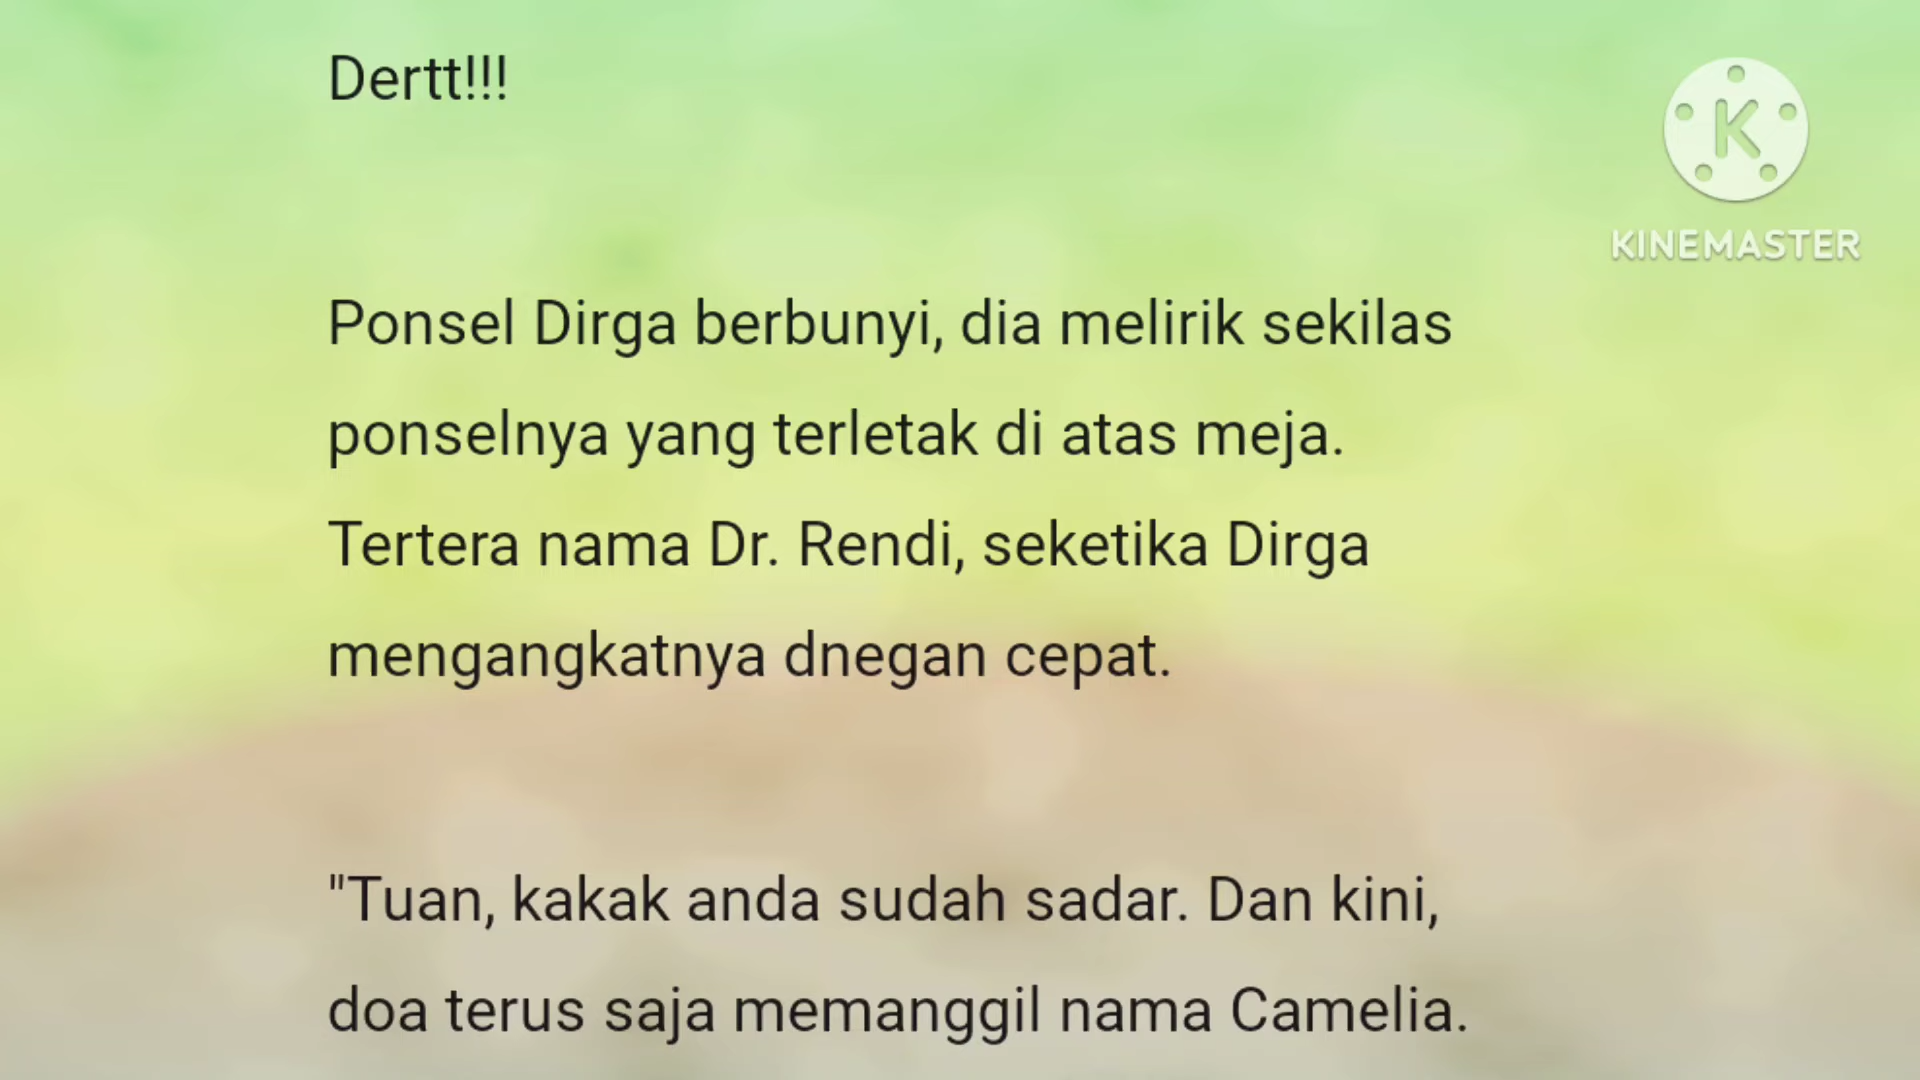 Dertt!!!
K
KINEMASTER
Ponsel Dirga berbunyi, dia melirik sekilas
ponselnya yang terletak di atas meja.
Tertera nama Dr. Rendi, seketika Dirga
mengangkatnya dnegan cepat.
"Tuan, kakak anda sudah sadar. Dan kini,
doa terus saja memanggil nama Camelia.